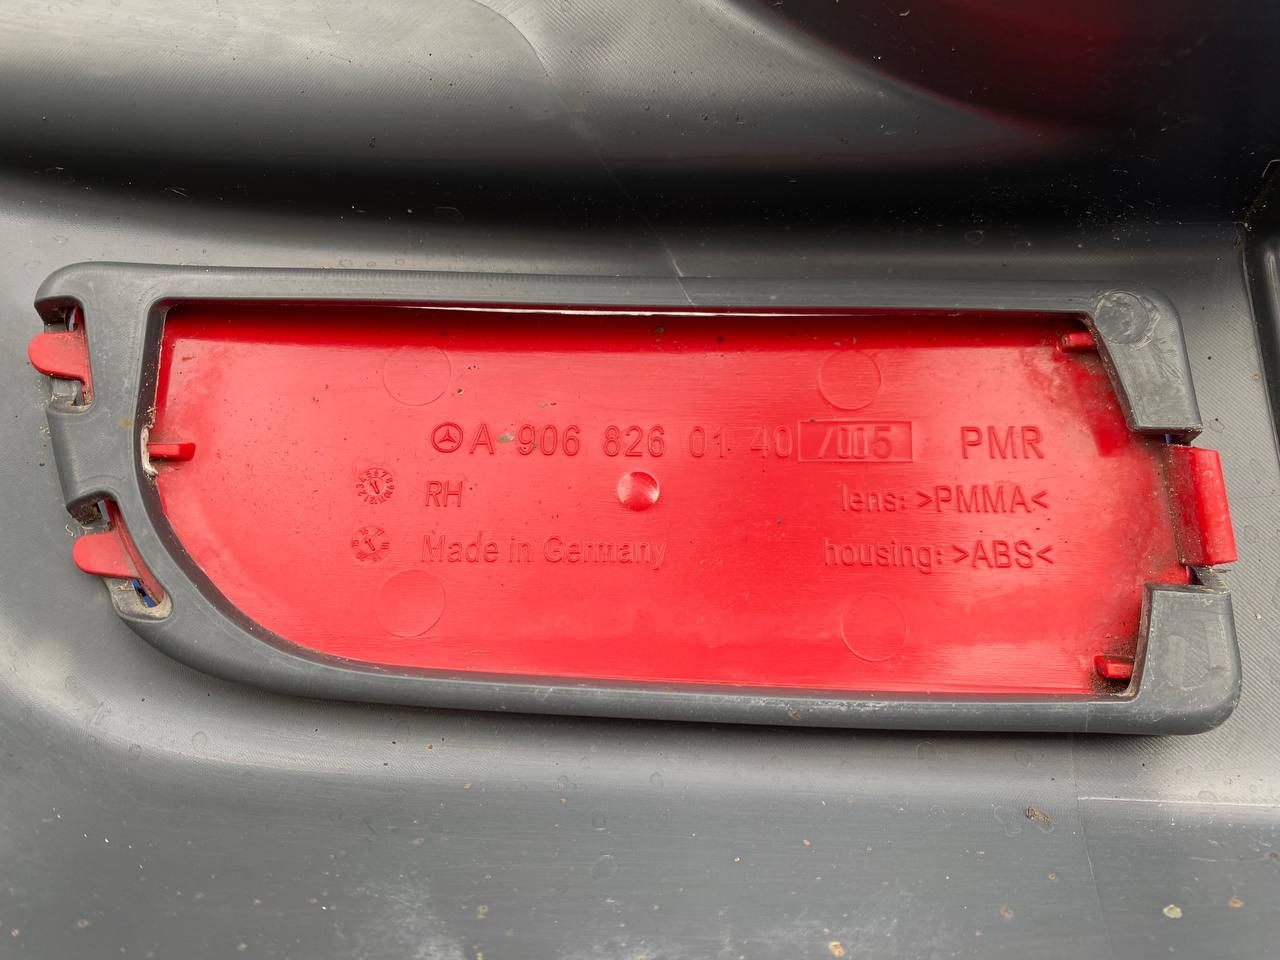 A 906 826 01 40 /005 PMR
RH lens: >PMMA<
Made in Germany housing: >ABS<